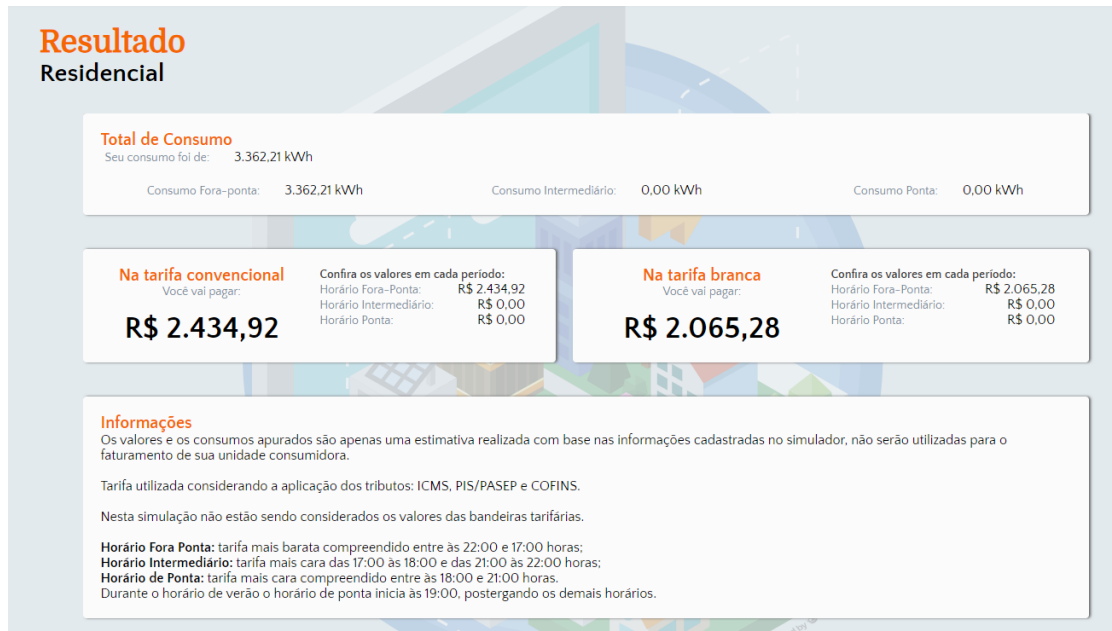 Resultado
Residencial
Total de Consumo
Seu consumo foi de: 3.362,21 kWh
Consumo Fora-ponta: 3.362,21 kWh Consumo Intermediário: 0,00 kWh Consumo Ponta: 0,00 kWh
Na tarifa convencional
Você vai pagar:
R$ 2.434,92
Confira os valores em cada período:
Horário Fora-Ponta: R$ 2.434,92
Horário Intermediário: R$ 0,00
Horário Ponta: R$ 0,00
Na tarifa branca
Você vai pagar:
R$ 2.065,28
Confira os valores em cada período:
Horário Fora-Ponta: R$ 2.065,28
Horário Intermediário: R$ 0,00
Horário Ponta: R$ 0,00
Informações
Os valores e os consumos apurados são apenas uma estimativa realizada com base nas informações cadastradas no simulador, não serão utilizadas para o
faturamento de sua unidade consumidora.
Tarifa utilizada considerando a aplicação dos tributos: ICMS, PIS/PASEP e COFINS.
Nesta simulação não estão sendo considerados os valores das bandeiras tarifárias.
Horário Fora Ponta: tarifa mais barata compreendido entre às 22:00 e 17:00 horas;
Horário Intermediário: tarifa mais cara das 17:00 às 18:00 e das 21:00 às 22:00 horas;
Horário de Ponta: tarifa mais cara compreendido entre às 18:00 e 21:00 horas.
Durante o horário de verão o horário de ponta inicia às 19:00, postergando os demais horários.